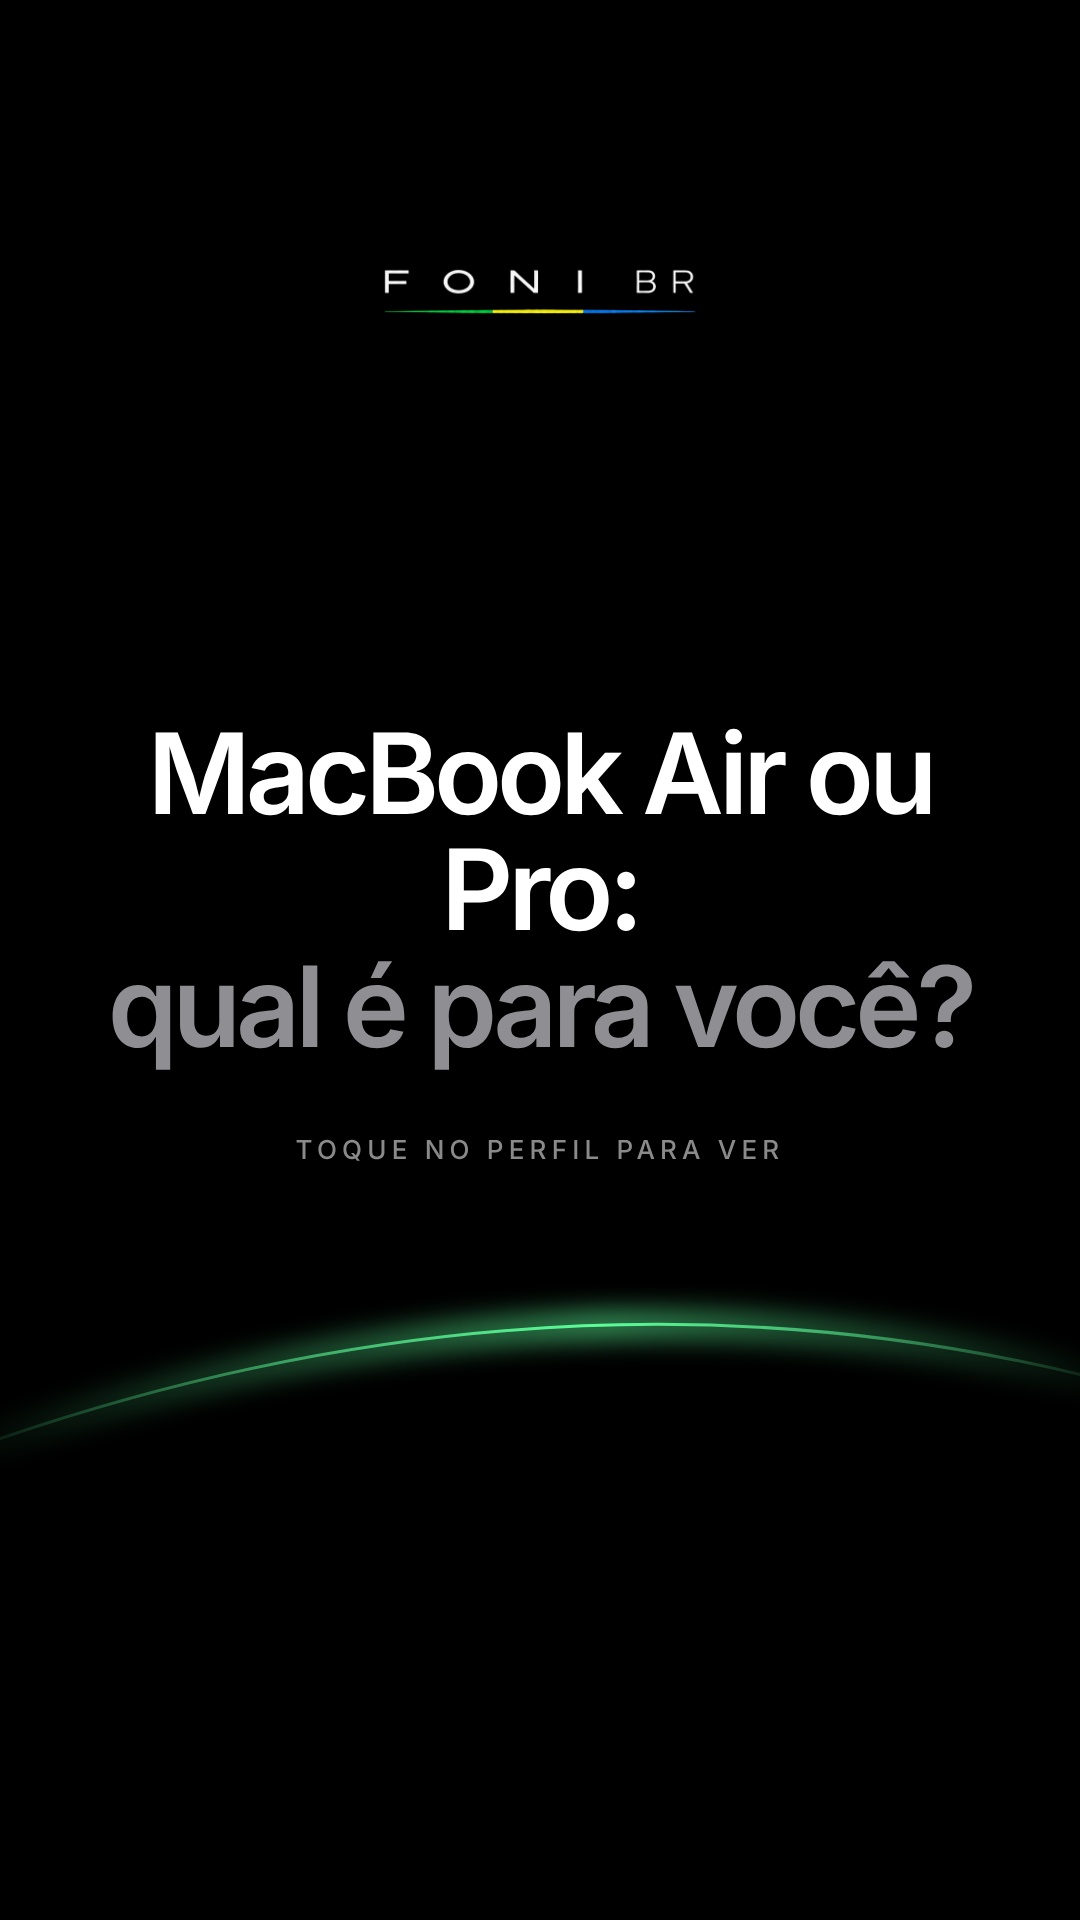 FONI BR
MacBook Air ou
Pro:
qual é para você?
TOQUE NO PERFIL PARA VER